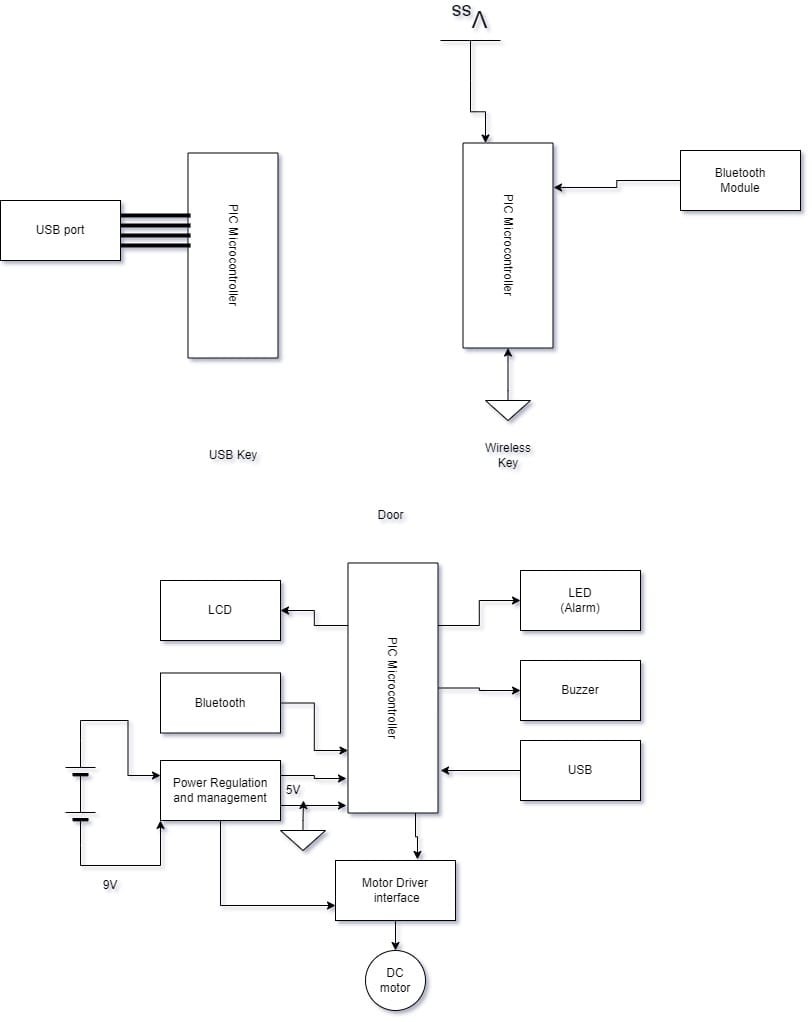 VSS
PIC Microcontroller
PIC Microcontroller
Bluetooth
Module
USB port
USB Key
Wireless
Key
Door
LCD
PIC Microcontroller
LED
(Alarm)
Bluetooth
Buzzer
Power Regulation
and management
5V
USB
9V
Motor Driver
interface
DC
motor